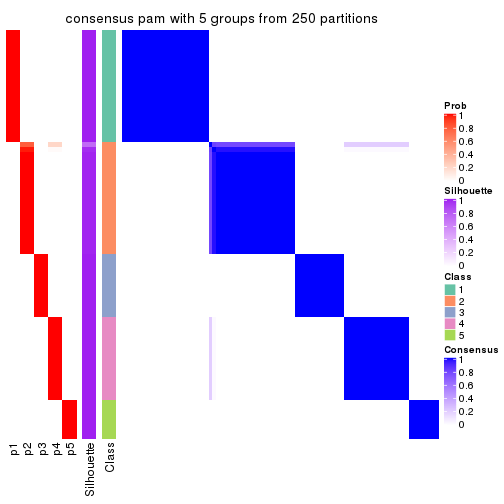 consensus pam with 5 groups from 250 partitions
Prob
1
0.8
0.6
0.4
0.2
0
Silhouette
1
0.8
0.6
0.4
0.2
0
Class
1
2
3
4
5
Consensus
1
0.8
0.6
0.4
0.2
0
p1
p2
p3
p4
p5
Silhouette
Class